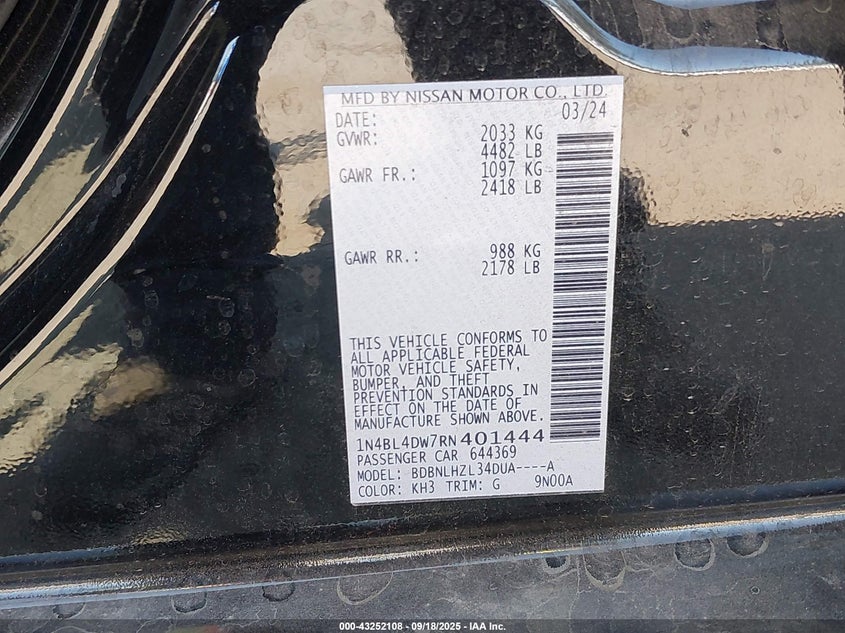 MFD BY NISSAN MOTOR CO., LTD.
DATE: 03/24
GVWR: 2033 KG
4482 LB
GAWR FR.: 1097 KG
2418 LB
GAWR RR.: 988 KG
2178 LB
THIS VEHICLE CONFORMS TO
ALL APPLICABLE FEDERAL
MOTOR VEHICLE SAFETY,
BUMPER, AND THEFT
PREVENTION STANDARDS IN
EFFECT ON THE DATE OF
MANUFACTURE SHOWN ABOVE.
1N4BL4DW7RN401444
PASSENGER CAR 644369
MODEL: BDBNLHZL34DUA----A
COLOR: KH3 TRIM: G 9N00A
000-43252108 - 09/18/2025 - IAA Inc.